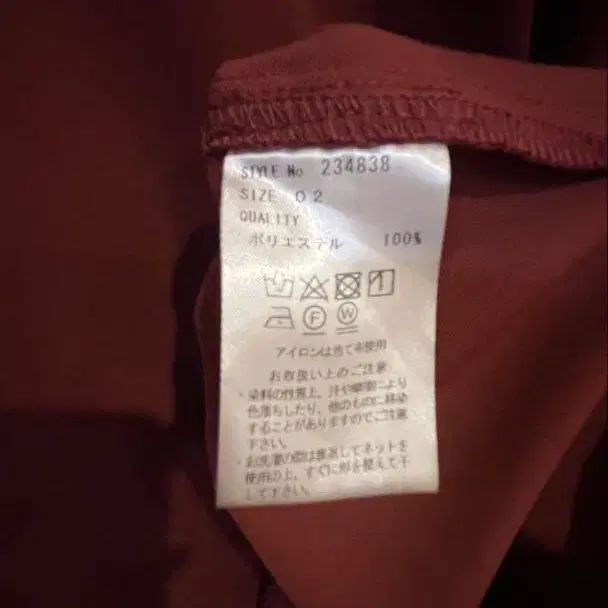 STYLE No 234838
SIZE 02
QUALITY
ポリエステル 100%
F W
アイロンは当て布使用
お取扱い上のご注意
・染料の性質上、汗や摩擦により
色落ちしたり、他のものに移染
することがありますのでご注意
下さい。
・お洗濯の際は裏返してネットを
使用の上、すぐに形を整えて干
して下さい。